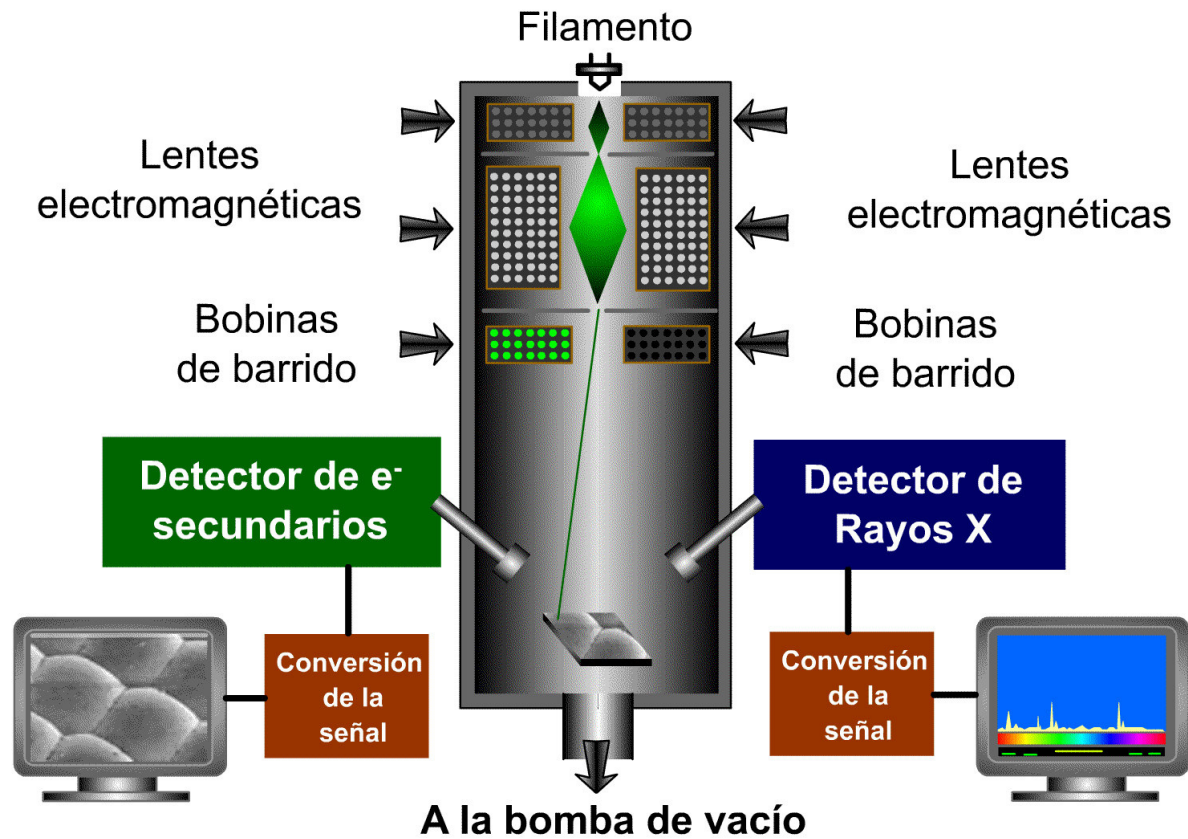 Filamento
Lentes
electromagnéticas
Lentes
electromagnéticas
Bobinas
de barrido
Bobinas
de barrido
Detector de e⁻
secundarios
Detector de
Rayos X
Conversión
de la
señal
Conversión
de la
señal
A la bomba de vacío